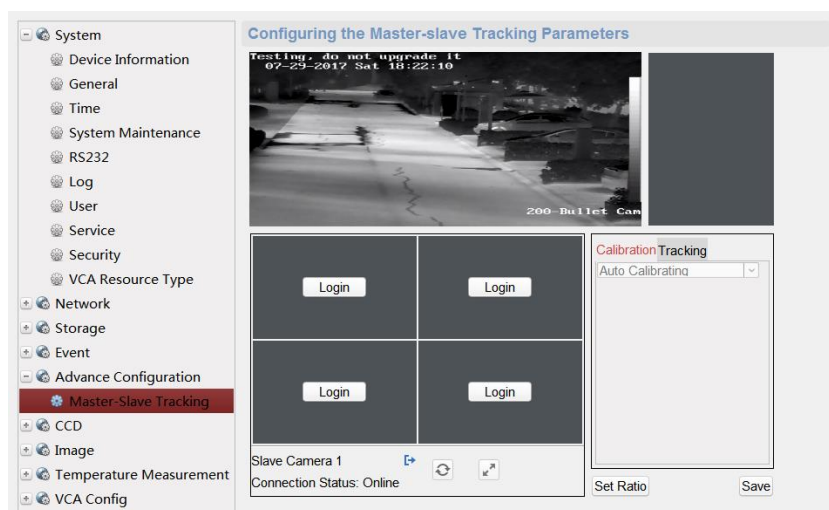 System
Device Information
General
Time
System Maintenance
RS232
Log
User
Service
Security
VCA Resource Type
Network
Storage
Event
Advance Configuration
Master-Slave Tracking
CCD
Image
Temperature Measurement
VCA Config
Configuring the Master-slave Tracking Parameters
Testing, do not upgrade it
07-29-2017 Sat 18:22:10
200-Bullet Cam
Login Login
Login Login
Slave Camera 1
Connection Status: Online
Calibration Tracking
Auto Calibrating
Set Ratio Save